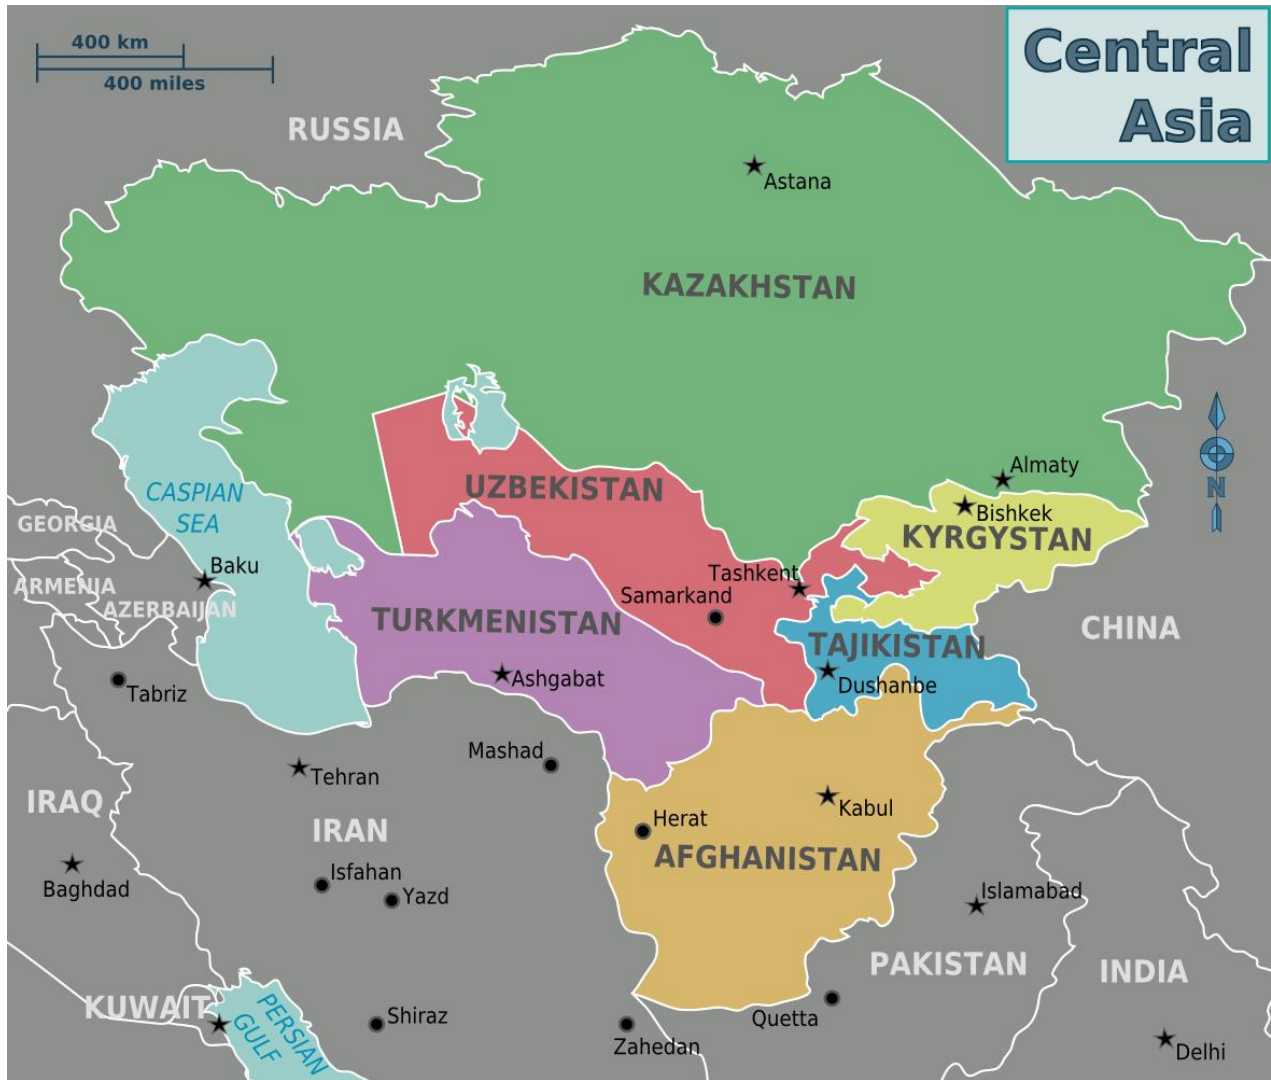 400 km
400 miles
Central
Asia
RUSSIA
Astana
KAZAKHSTAN
Almaty
CASPIAN
SEA
UZBEKISTAN
Bishkek
N
GEORGIA
KYRGYSTAN
Baku
Tashkent
ARMENIA
Samarkand
AZERBAIJAN
TURKMENISTAN
CHINA
TAJIKISTAN
Ashgabat
Dushanbe
Tabriz
Mashad
Tehran
IRAQ
Kabul
Herat
IRAN
AFGHANISTAN
Isfahan
Baghdad
Yazd
Islamabad
PAKISTAN
INDIA
KUWAIT
PERSIAN
GULF
Shiraz
Quetta
Zahedan
Delhi